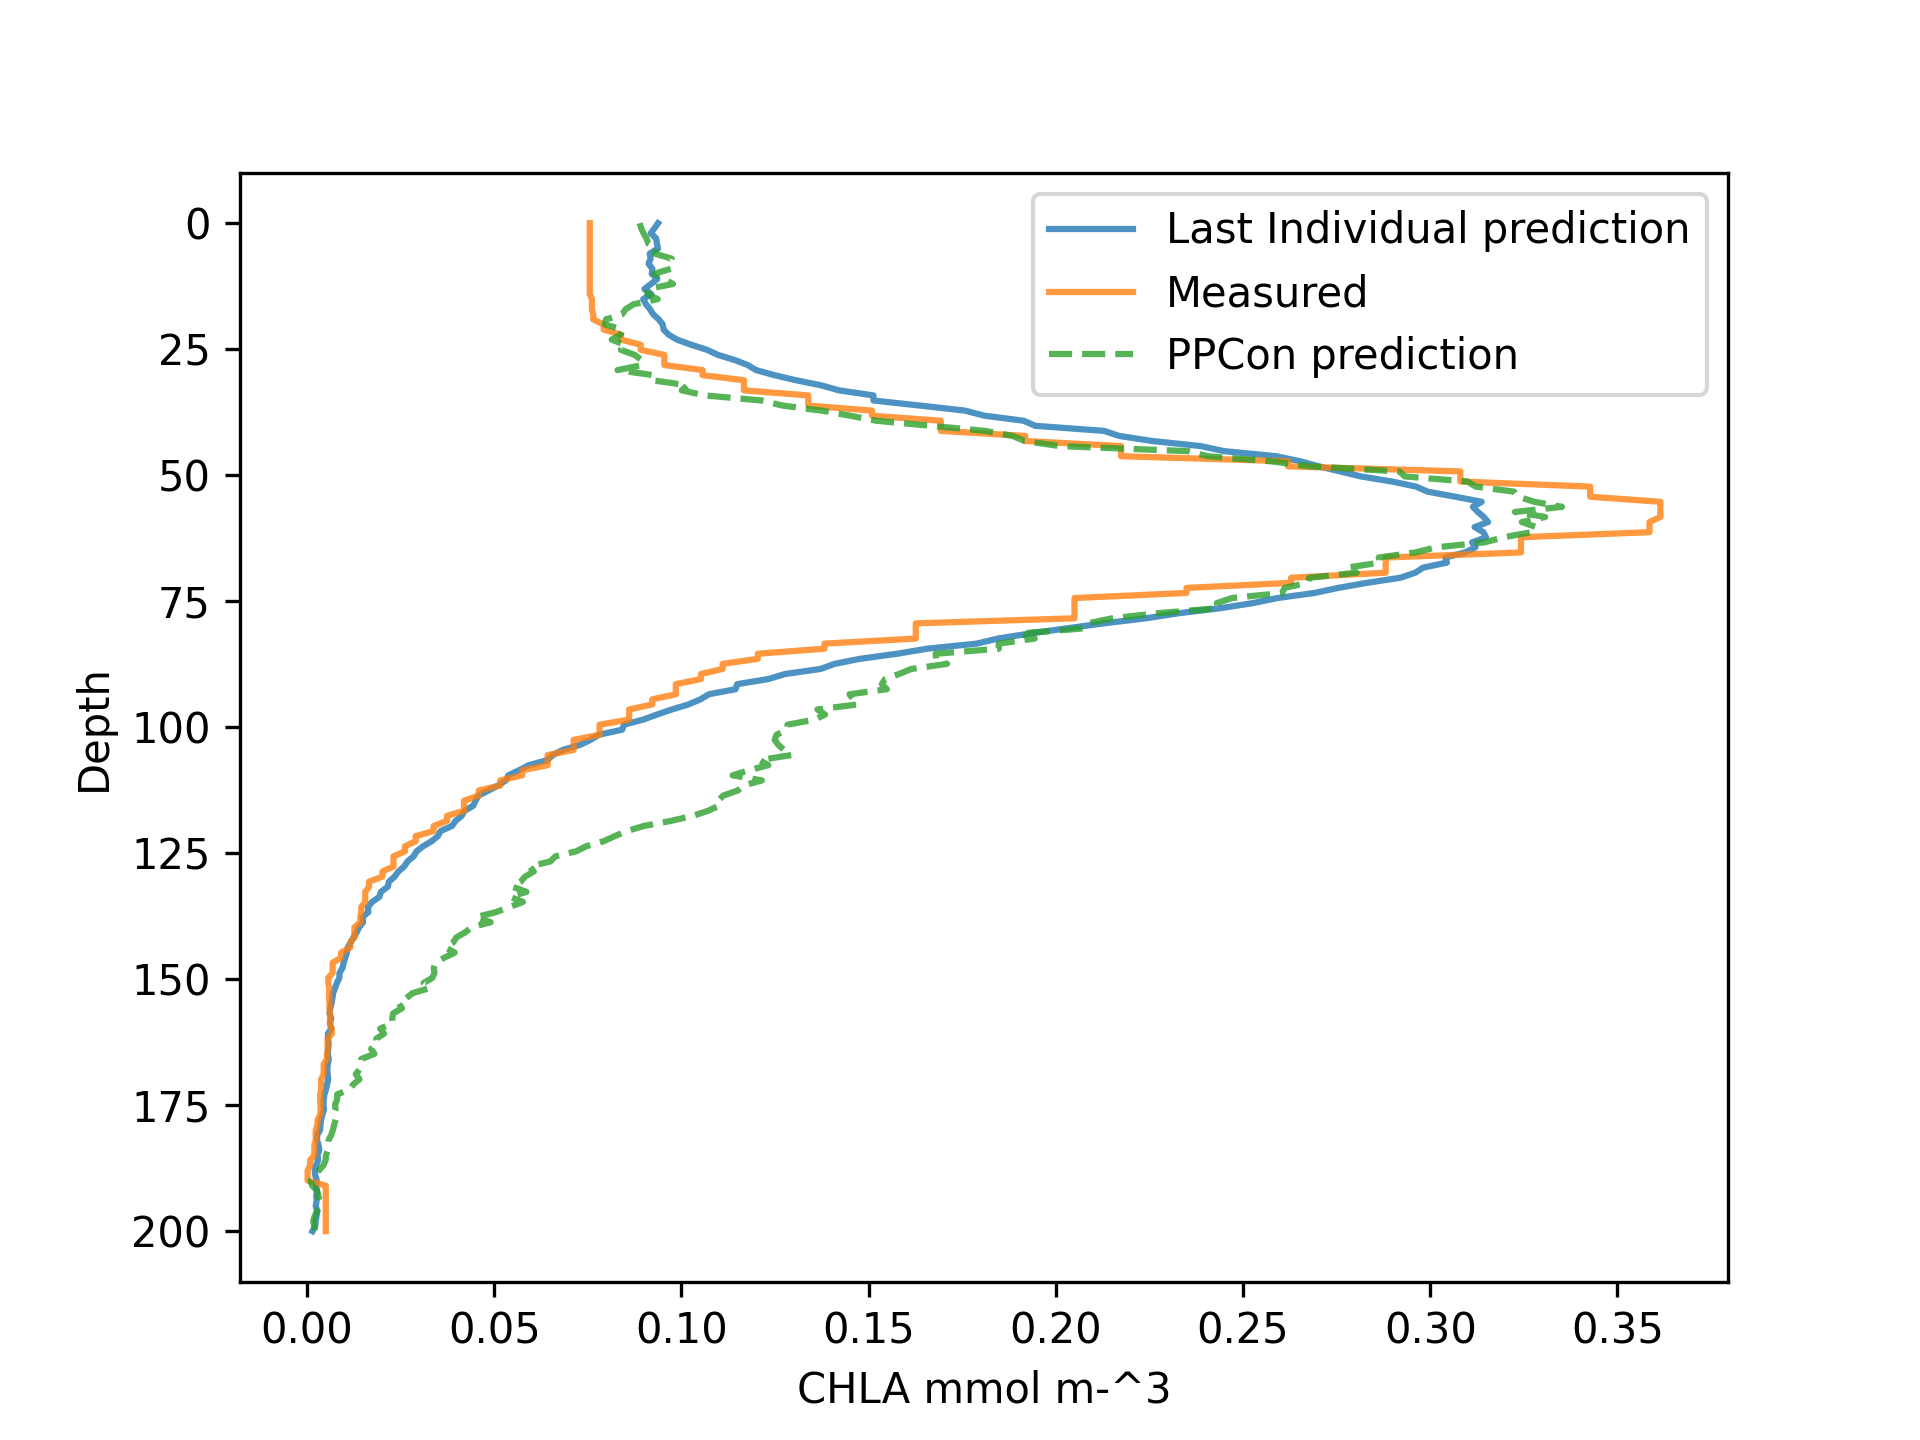 Last Individual prediction
Measured
PPCon prediction
0
25
50
75
100
125
150
175
200
Depth
0.00 0.05 0.10 0.15 0.20 0.25 0.30 0.35
CHLA mmol m-^3